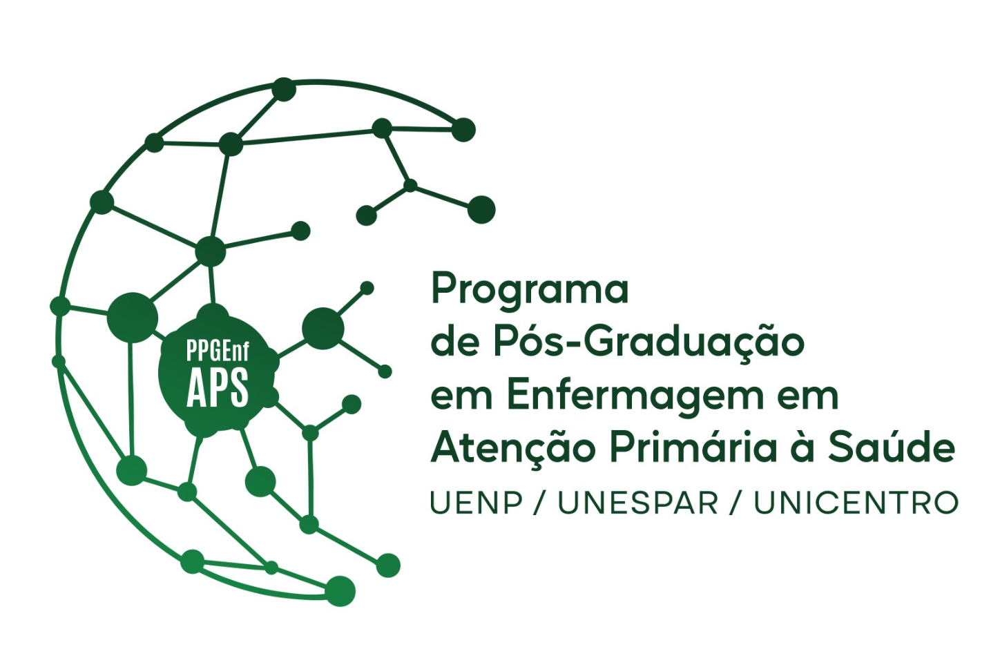 PPGEnf
APS
Programa
de Pós-Graduação
em Enfermagem em
Atenção Primária à Saúde
UENP / UNESPAR / UNICENTRO